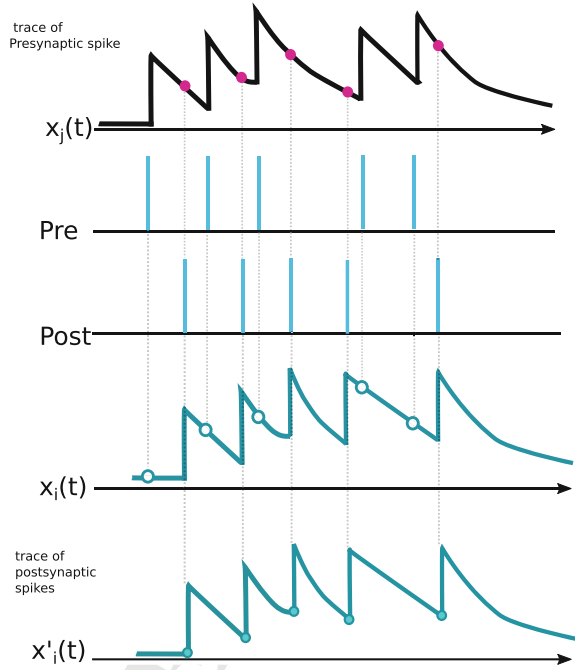 trace of
Presynaptic spike
xj(t)
Pre
Post
xi(t)
trace of
postsynaptic
spikes
x'i(t)